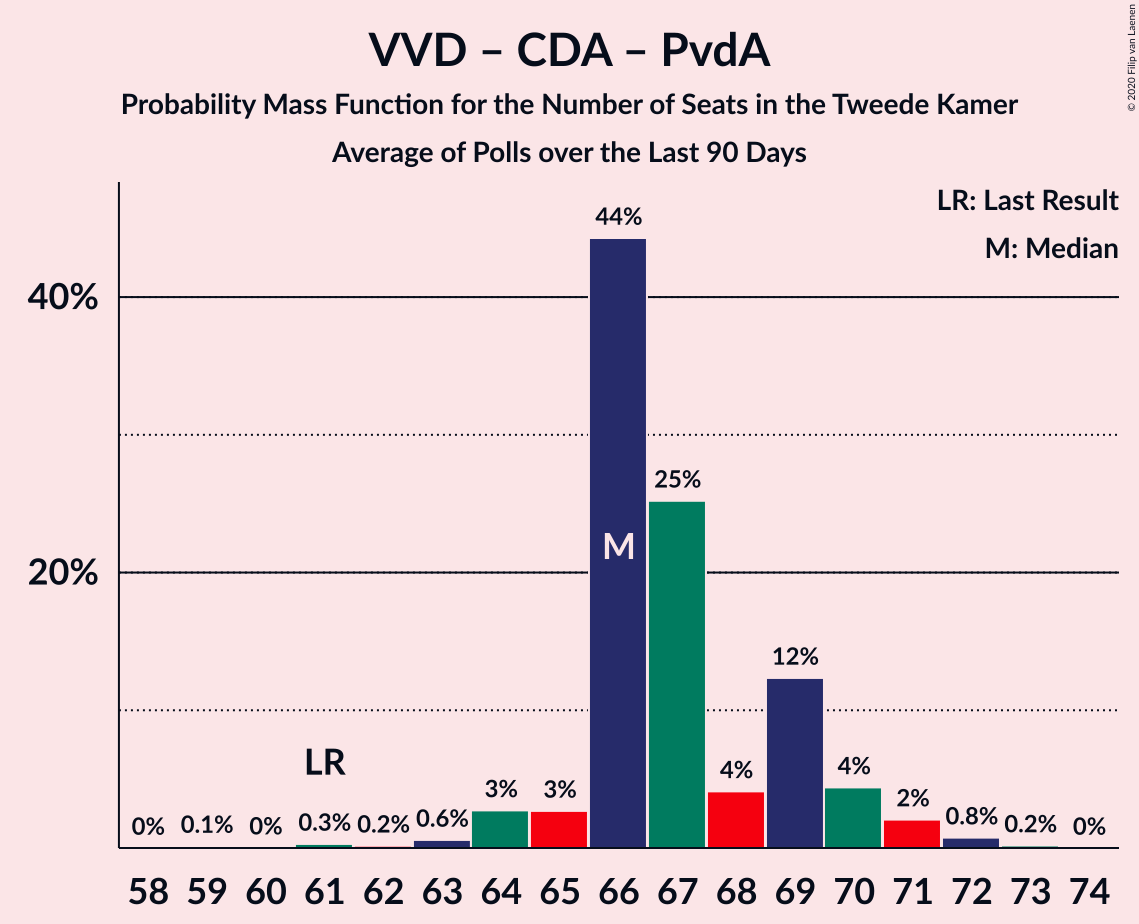 VVD – CDA – PvdA
Probability Mass Function for the Number of Seats in the Tweede Kamer
Average of Polls over the Last 90 Days
© 2020 Filip van Laenen
LR: Last Result
M: Median
44%
40%
25%
M
20%
12%
LR
4%
4%
3%
3%
2%
0%
0.1%
0%
0.3%
0.2%
0.6%
0.8%
0.2%
0%
58 59 60 61 62 63 64 65 66 67 68 69 70 71 72 73 74